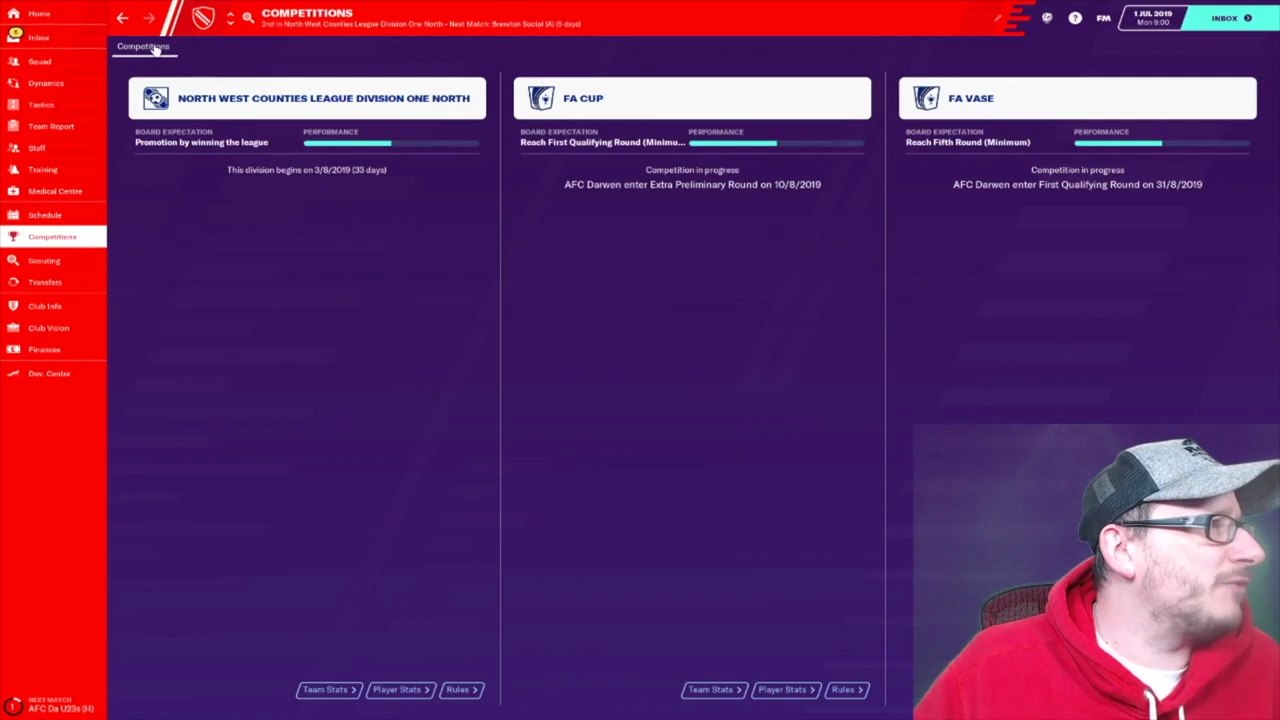 Home
COMPETITIONS
2nd in North West Counties League Division One North - Next Match: Brereton Social (A) (5 days)
FM
1 JUL 2019
Mon 9:00
INBOX
Inbox
Competitions
Squad
Dynamics
Tactics
Team Report
Staff
Training
Medical Centre
Schedule
Competitions
Scouting
Transfers
Club Info
Club Vision
Finances
Dev. Centre
NEXT MATCH
AFC Da U23s (H)
NORTH WEST COUNTIES LEAGUE DIVISION ONE NORTH
BOARD EXPECTATION
Promotion by winning the league
PERFORMANCE
This division begins on 3/8/2019 (33 days)
Team Stats >
Player Stats >
Rules >
FA CUP
BOARD EXPECTATION
Reach First Qualifying Round (Minimu...
PERFORMANCE
Competition in progress
AFC Darwen enter Extra Preliminary Round on 10/8/2019
Team Stats >
Player Stats >
Rules >
FA VASE
BOARD EXPECTATION
Reach Fifth Round (Minimum)
PERFORMANCE
Competition in progress
AFC Darwen enter First Qualifying Round on 31/8/2019